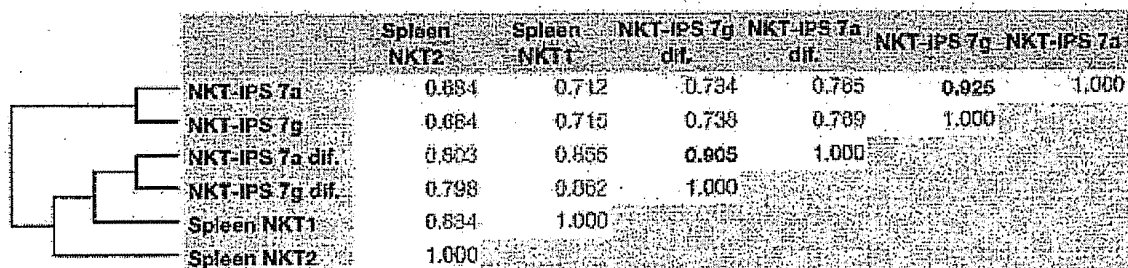 Spleen NKT2 Spleen NKT1 NKT-iPS 7g dif. NKT-iPS 7a dif. NKT-iPS 7g NKT-iPS 7a
NKT-iPS 7a 0.684 0.712 0.734 0.765 0.925 1.000
NKT-iPS 7g 0.684 0.715 0.738 0.769 1.000
NKT-iPS 7a dif. 0.803 0.905 1.000
NKT-iPS 7g dif. 0.798 0.862 1.000
Spleen NKT1 0.834 1.000
Spleen NKT2 1.000